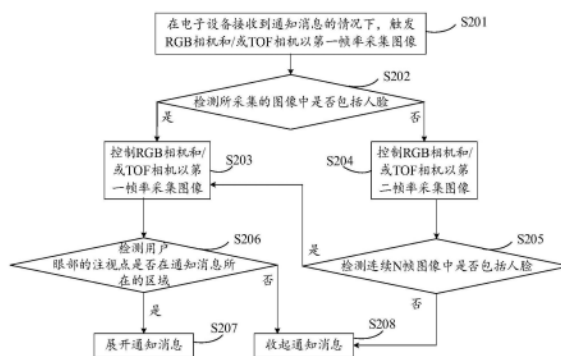 在电子设备接收到通知消息的情况下，触发
RGB相机和/或TOF相机以第一帧率采集图像
S201
S202
检测所采集的图像中是否包括人脸
是
否
控制RGB相机和/
或TOF相机以第
一帧率采集图像
S203
S204
控制RGB相机和/
或TOF相机以第
二帧率采集图像
S206
检测用户
眼部的注视点是否在通知消息所
在的区域
是
S205
检测连续N帧图像中是否包括人脸
否
是
否
S207
展开通知消息
S208
收起通知消息